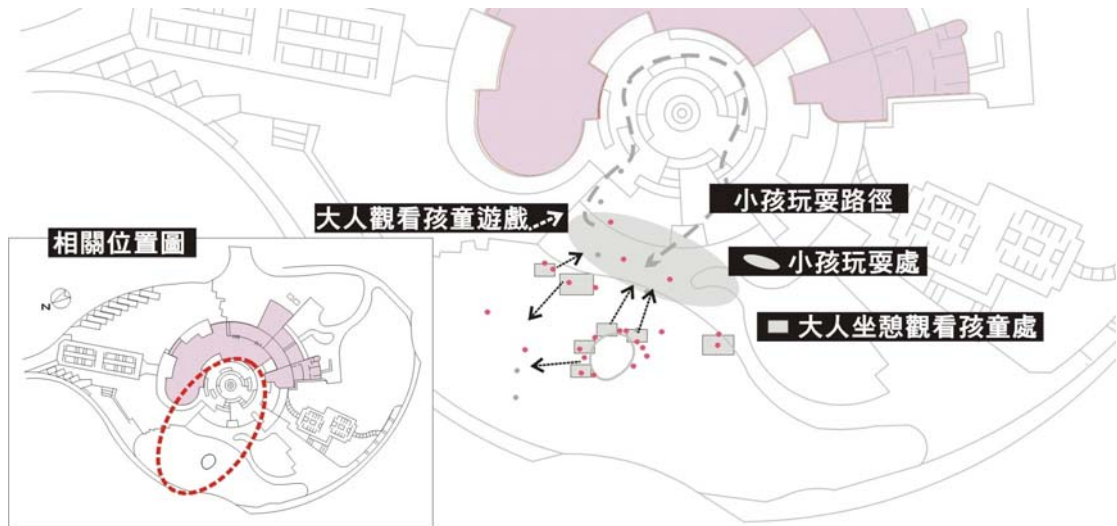 小孩玩耍路徑
大人觀看孩童遊戲
相關位置圖
小孩玩耍處
N
大人坐憩觀看孩童處